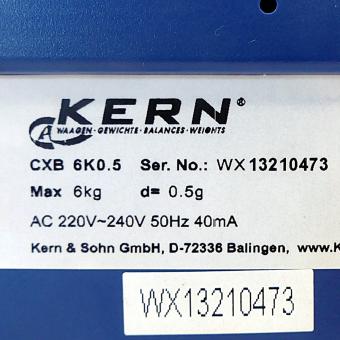 KERN®
WAAGEN·GEWICHTE·BALANCES·WEIGHTS
CXB 6K0.5 Ser. No.: WX 13210473
Max 6kg d= 0.5g
AC 220V~240V 50Hz 40mA
Kern & Sohn GmbH, D-72336 Balingen, www.K
WX13210473